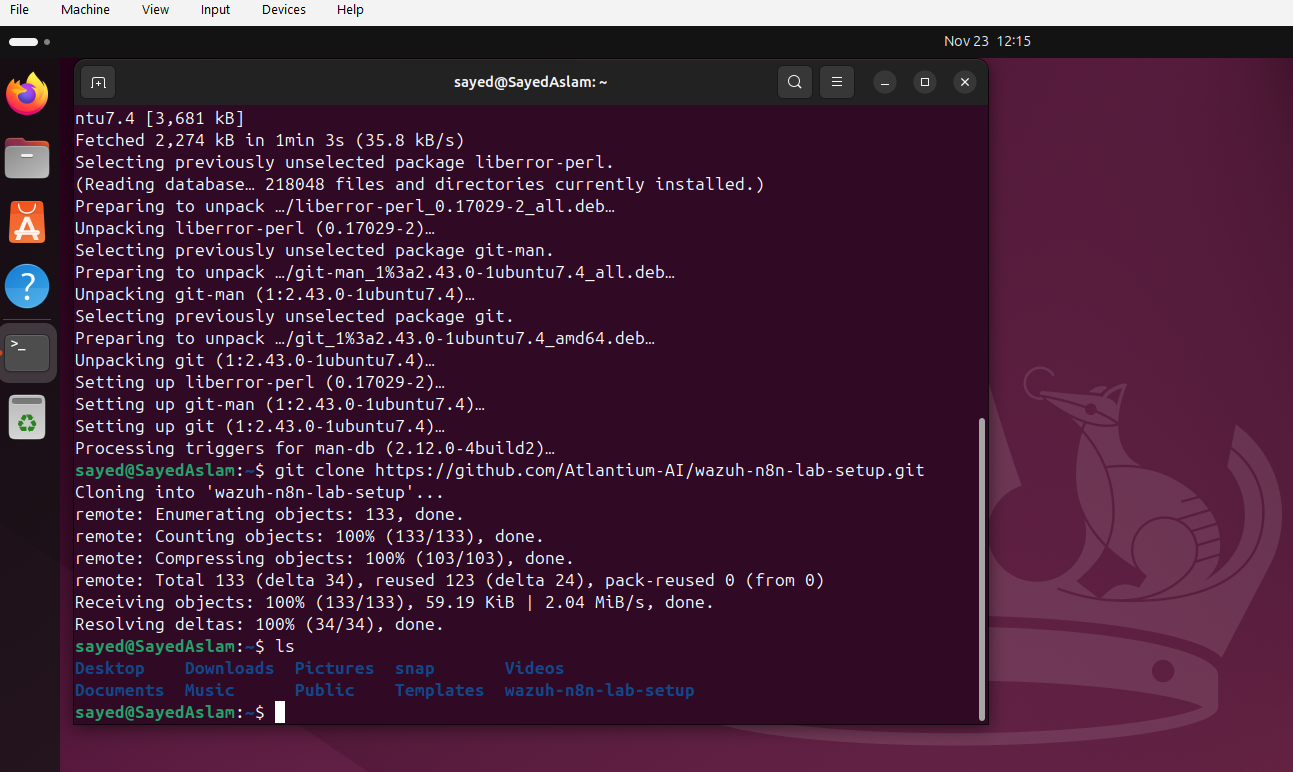 File Machine View Input Devices Help
Nov 23 12:15
sayed@SayedAslam: ~
ntu7.4 [3,681 kB]
Fetched 2,274 kB in 1min 3s (35.8 kB/s)
Selecting previously unselected package liberror-perl.
(Reading database… 218048 files and directories currently installed.)
Preparing to unpack …/liberror-perl_0.17029-2_all.deb…
Unpacking liberror-perl (0.17029-2)…
Selecting previously unselected package git-man.
Preparing to unpack …/git-man_1%3a2.43.0-1ubuntu7.4_all.deb…
Unpacking git-man (1:2.43.0-1ubuntu7.4)…
Selecting previously unselected package git.
Preparing to unpack …/git_1%3a2.43.0-1ubuntu7.4_amd64.deb…
Unpacking git (1:2.43.0-1ubuntu7.4)…
Setting up liberror-perl (0.17029-2)…
Setting up git-man (1:2.43.0-1ubuntu7.4)…
Setting up git (1:2.43.0-1ubuntu7.4)…
Processing triggers for man-db (2.12.0-4build2)…
sayed@SayedAslam:~$ git clone https://github.com/Atlantium-AI/wazuh-n8n-lab-setup.git
Cloning into 'wazuh-n8n-lab-setup'...
remote: Enumerating objects: 133, done.
remote: Counting objects: 100% (133/133), done.
remote: Compressing objects: 100% (103/103), done.
remote: Total 133 (delta 34), reused 123 (delta 24), pack-reused 0 (from 0)
Receiving objects: 100% (133/133), 59.19 KiB | 2.04 MiB/s, done.
Resolving deltas: 100% (34/34), done.
sayed@SayedAslam:~$ ls
Desktop Downloads Pictures snap Videos
Documents Music Public Templates wazuh-n8n-lab-setup
sayed@SayedAslam:~$